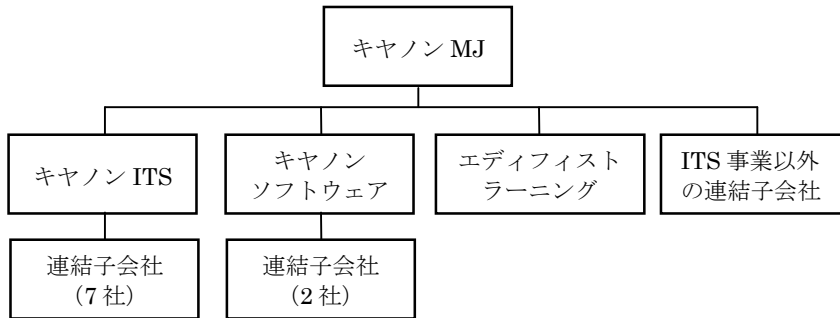 キヤノン MJ
キヤノン ITS
キヤノン
ソフトウェア
エディフィスト
ラーニング
ITS 事業以外
の連結子会社
連結子会社
（7 社）
連結子会社
（2 社）